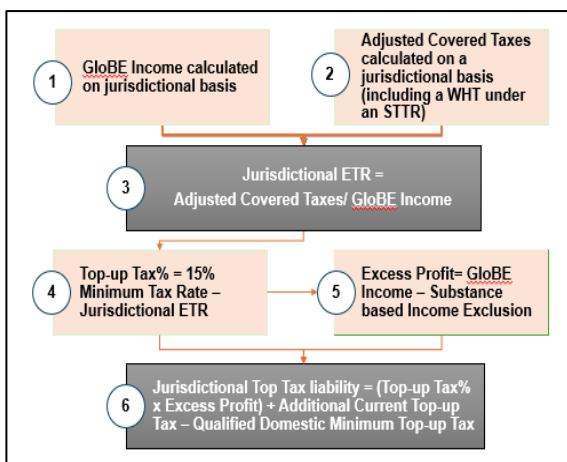 1
GloBE Income calculated
on jurisdictional basis
2
Adjusted Covered Taxes
calculated on a
jurisdictional basis
(including a WHT under
an STTR)
3
Jurisdictional ETR =
Adjusted Covered Taxes/ GloBE Income
4
Top-up Tax% = 15%
Minimum Tax Rate –
Jurisdictional ETR
5
Excess Profit= GloBE
Income – Substance
based Income Exclusion
6
Jurisdictional Top Tax liability = (Top-up Tax%
x Excess Profit) + Additional Current Top-up
Tax – Qualified Domestic Minimum Top-up Tax